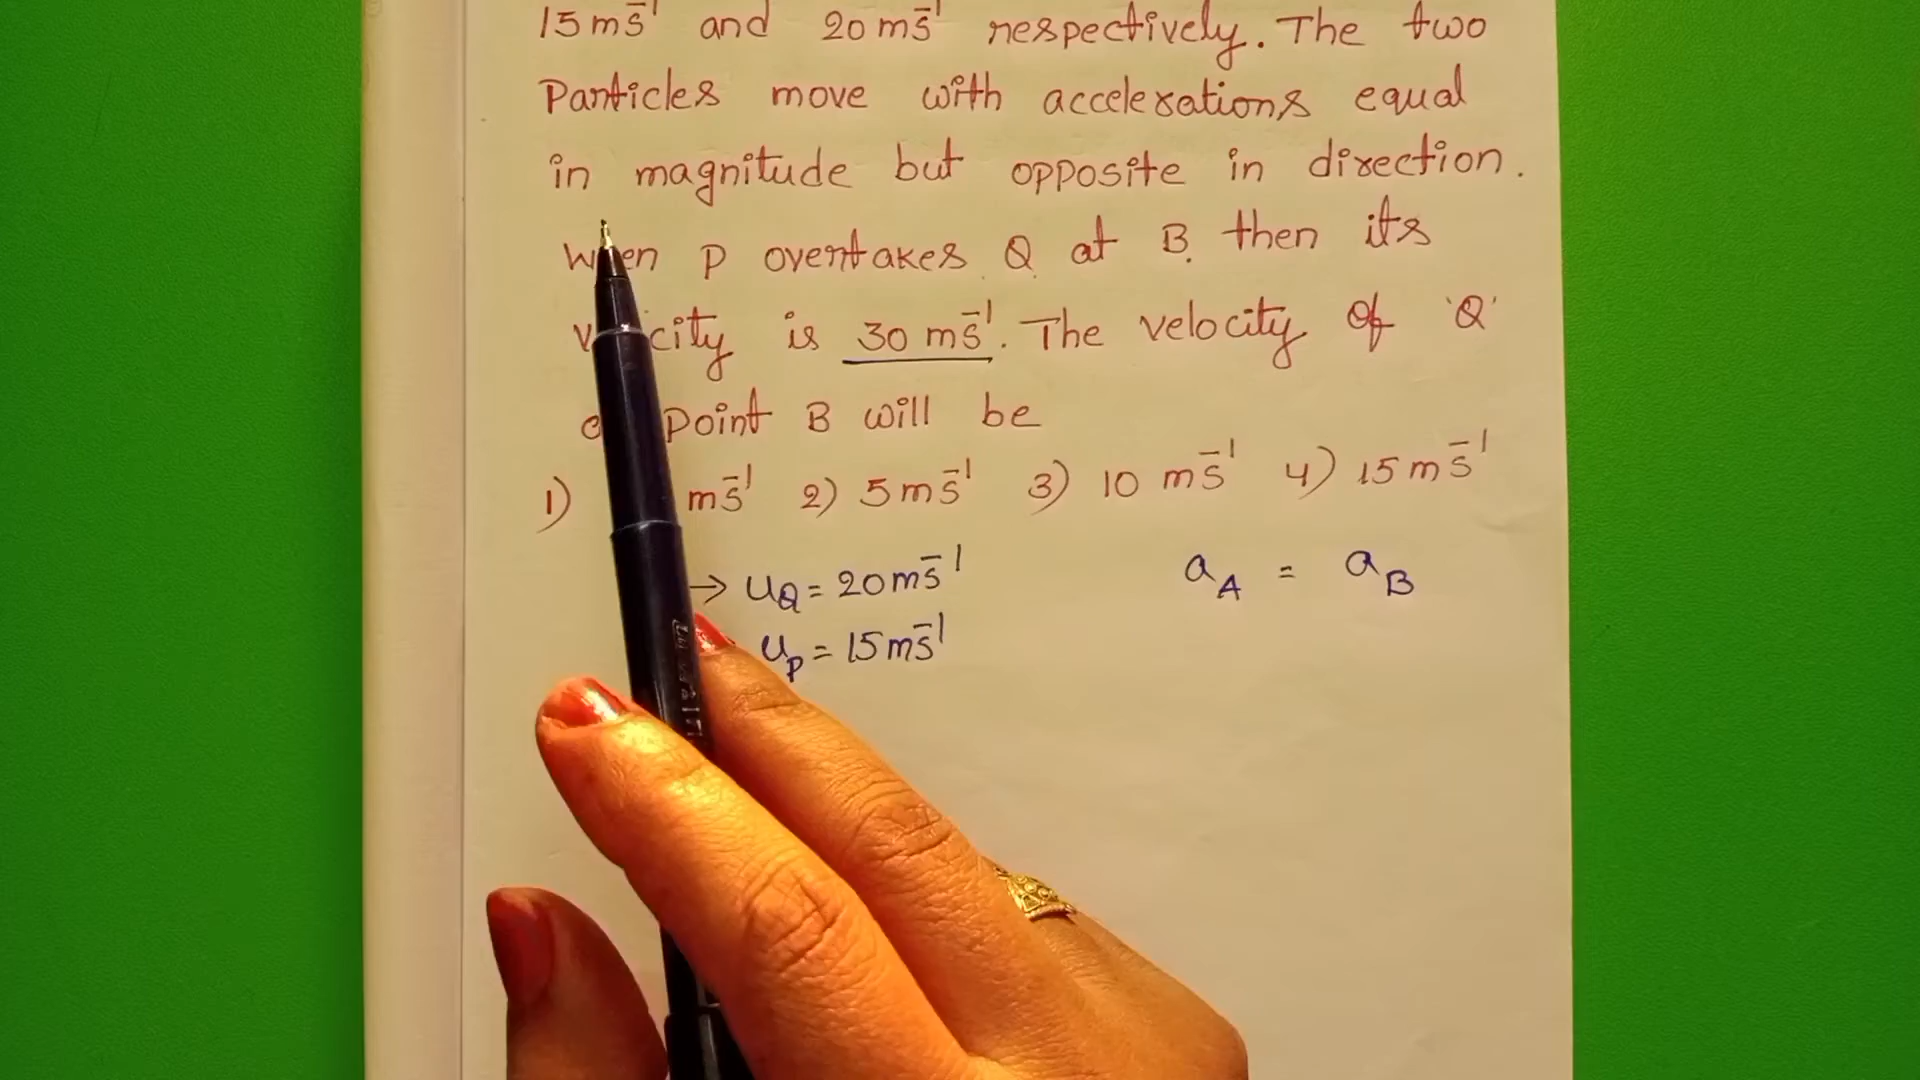 15 ms⁻¹ and 20 ms⁻¹ respectively. The two
Particles move with accelerations equal
in magnitude but opposite in direction.
When P overtakes Q at B then its
is 30 ms⁻¹. The velocity of 'Q'
Point B will be
1) ms⁻¹ 2) 5 ms⁻¹ 3) 10 ms⁻¹ 4) 15 ms⁻¹
→ u_Q = 20 ms⁻¹ a_A = a_B
u_P = 15 ms⁻¹